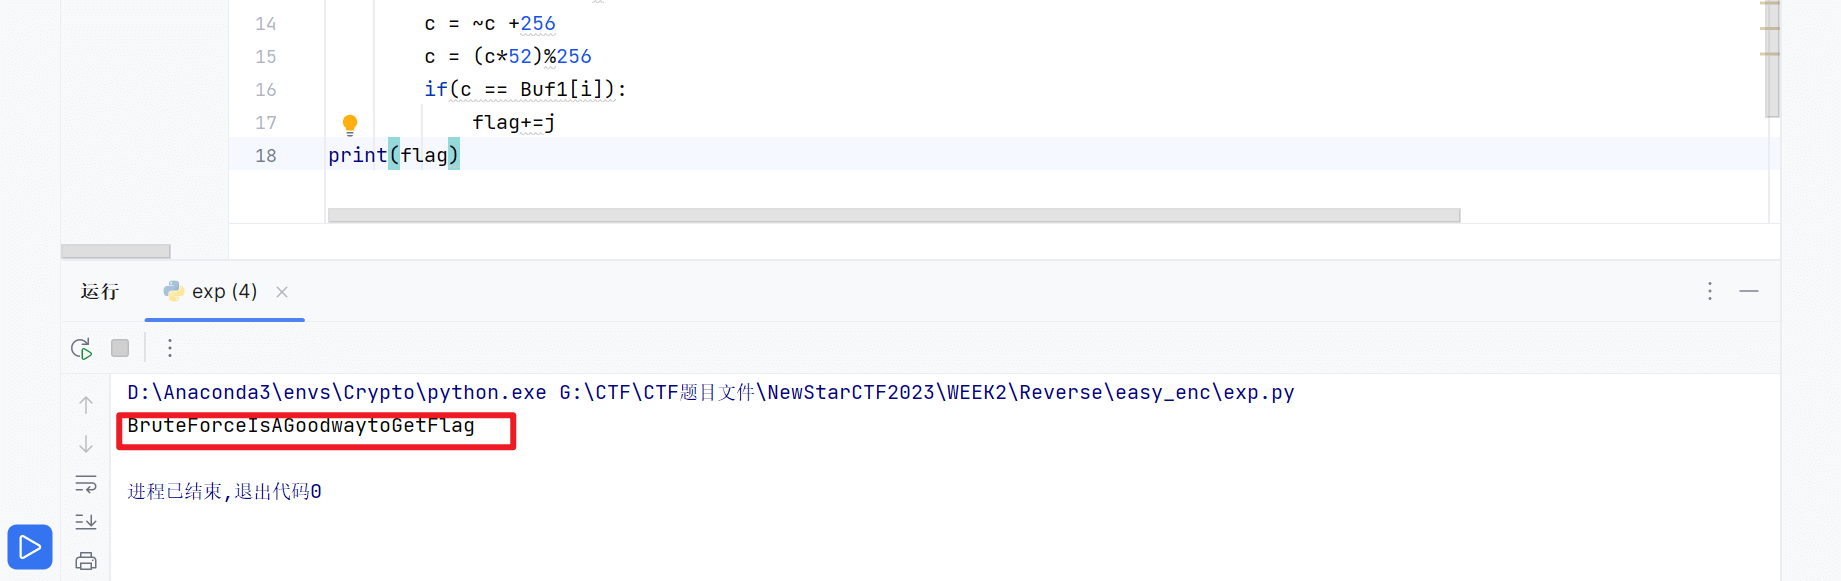 14 c = ~c +256
15 c = (c*52)%256
16 if(c == Buf1[i]):
17 flag+=j
18 print(flag)
运行 exp (4)
D:\Anaconda3\envs\Crypto\python.exe G:\CTF\CTF题目文件\NewStarCTF2023\WEEK2\Reverse\easy_enc\exp.py
BruteForceIsAGoodwaytoGetFlag
进程已结束,退出代码0